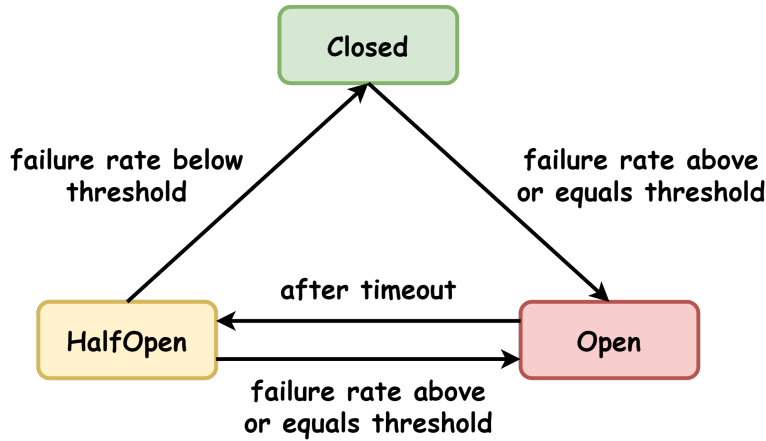 Closed
failure rate below
threshold
failure rate above
or equals threshold
after timeout
HalfOpen
Open
failure rate above
or equals threshold